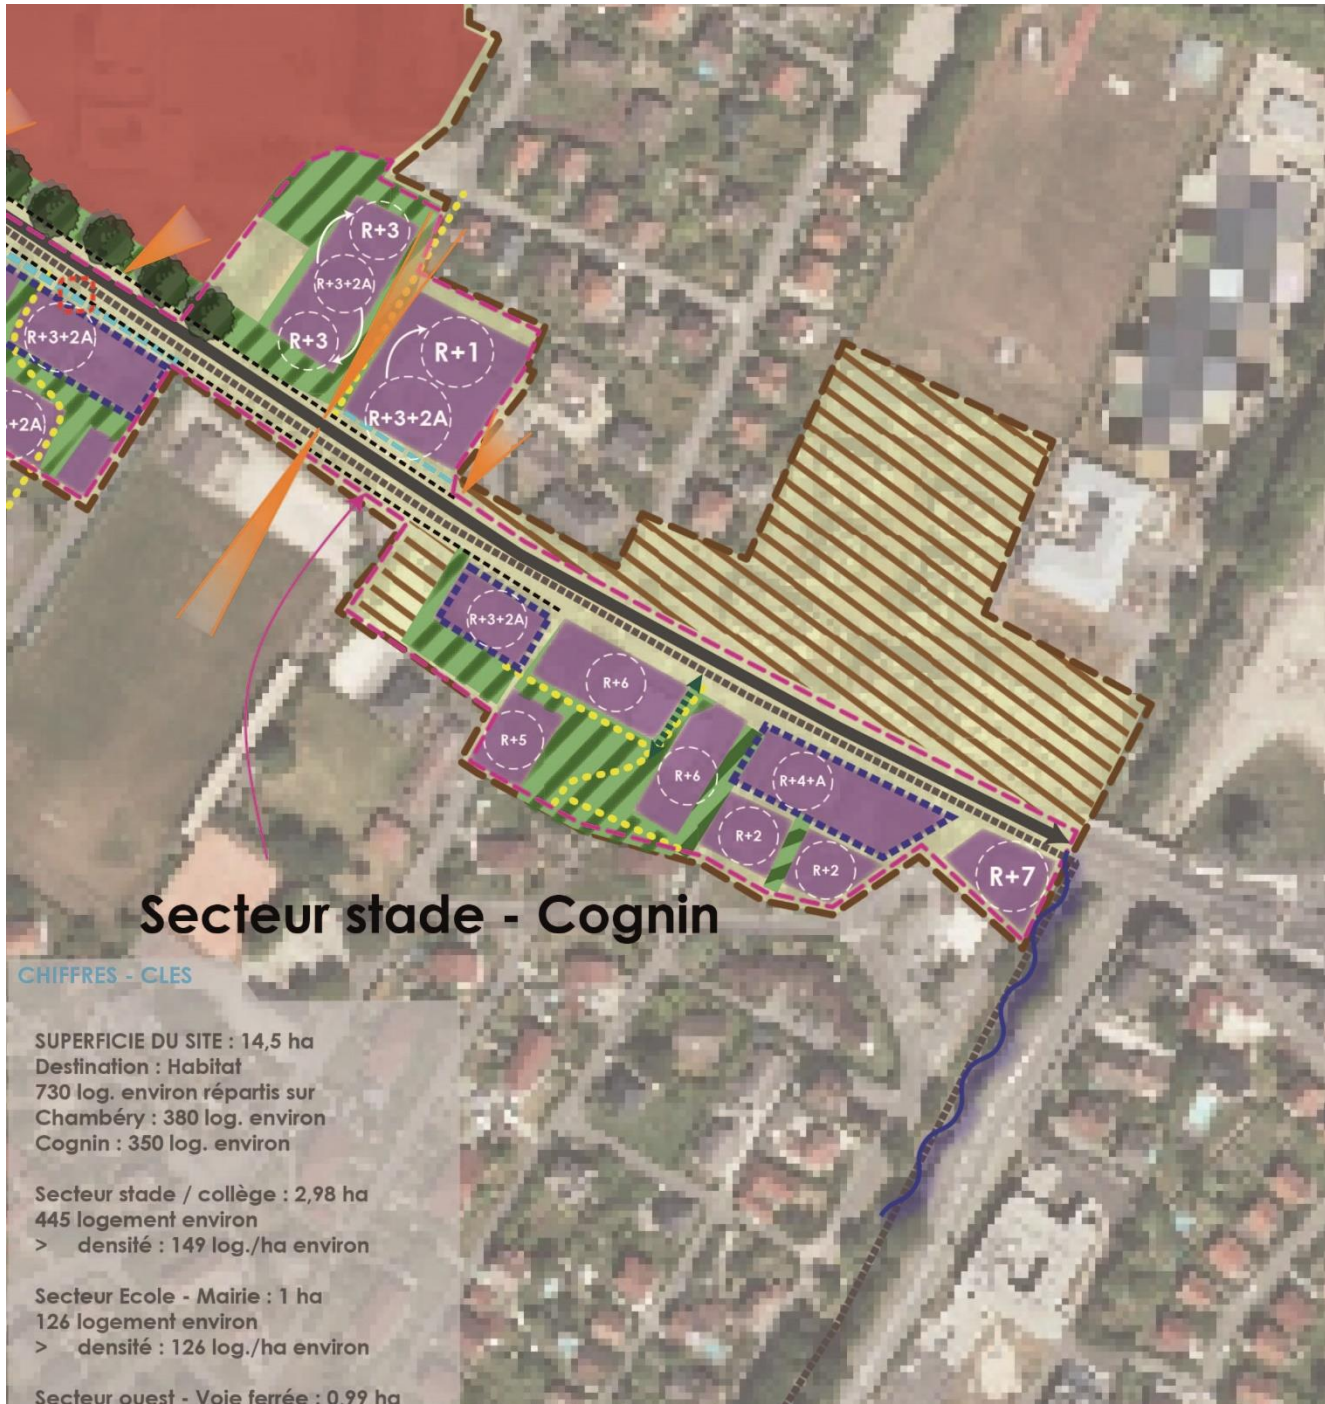 R+3
R+3+2A
R+3
R+1
R+3+2A
R+3+2A
+2A)
R+3+2A
R+6
R+5
R+6
R+4+A
R+2
R+2
R+7
Secteur stade - Cognin
CHIFFRES - CLES
SUPERFICIE DU SITE : 14,5 ha
Destination : Habitat
730 log. environ répartis sur
Chambéry : 380 log. environ
Cognin : 350 log. environ
Secteur stade / collège : 2,98 ha
445 logement environ
> densité : 149 log./ha environ
Secteur Ecole - Mairie : 1 ha
126 logement environ
> densité : 126 log./ha environ
Secteur ouest - Voie ferrée : 0,99 ha